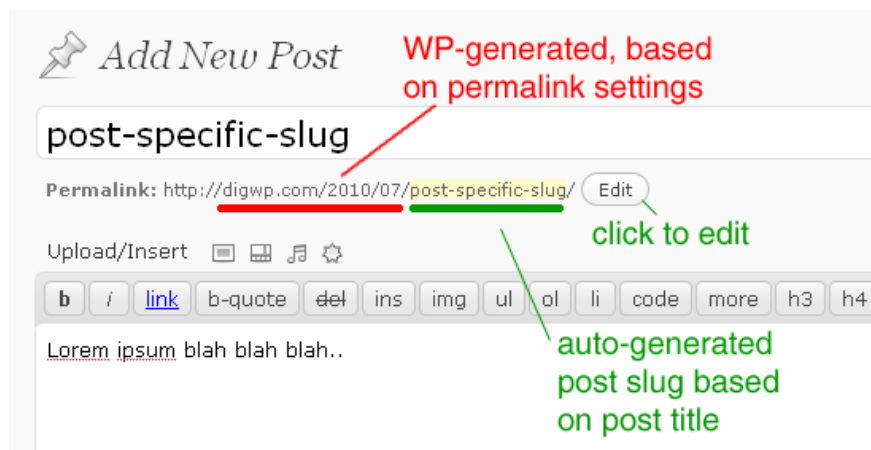 Add New Post
WP-generated, based
on permalink settings
post-specific-slug
Permalink: http://digwp.com/2010/07/post-specific-slug/ Edit
click to edit
Upload/Insert
b i link b-quote del ins img ul ol li code more h3 h4
Lorem ipsum blah blah blah..
auto-generated
post slug based
on post title